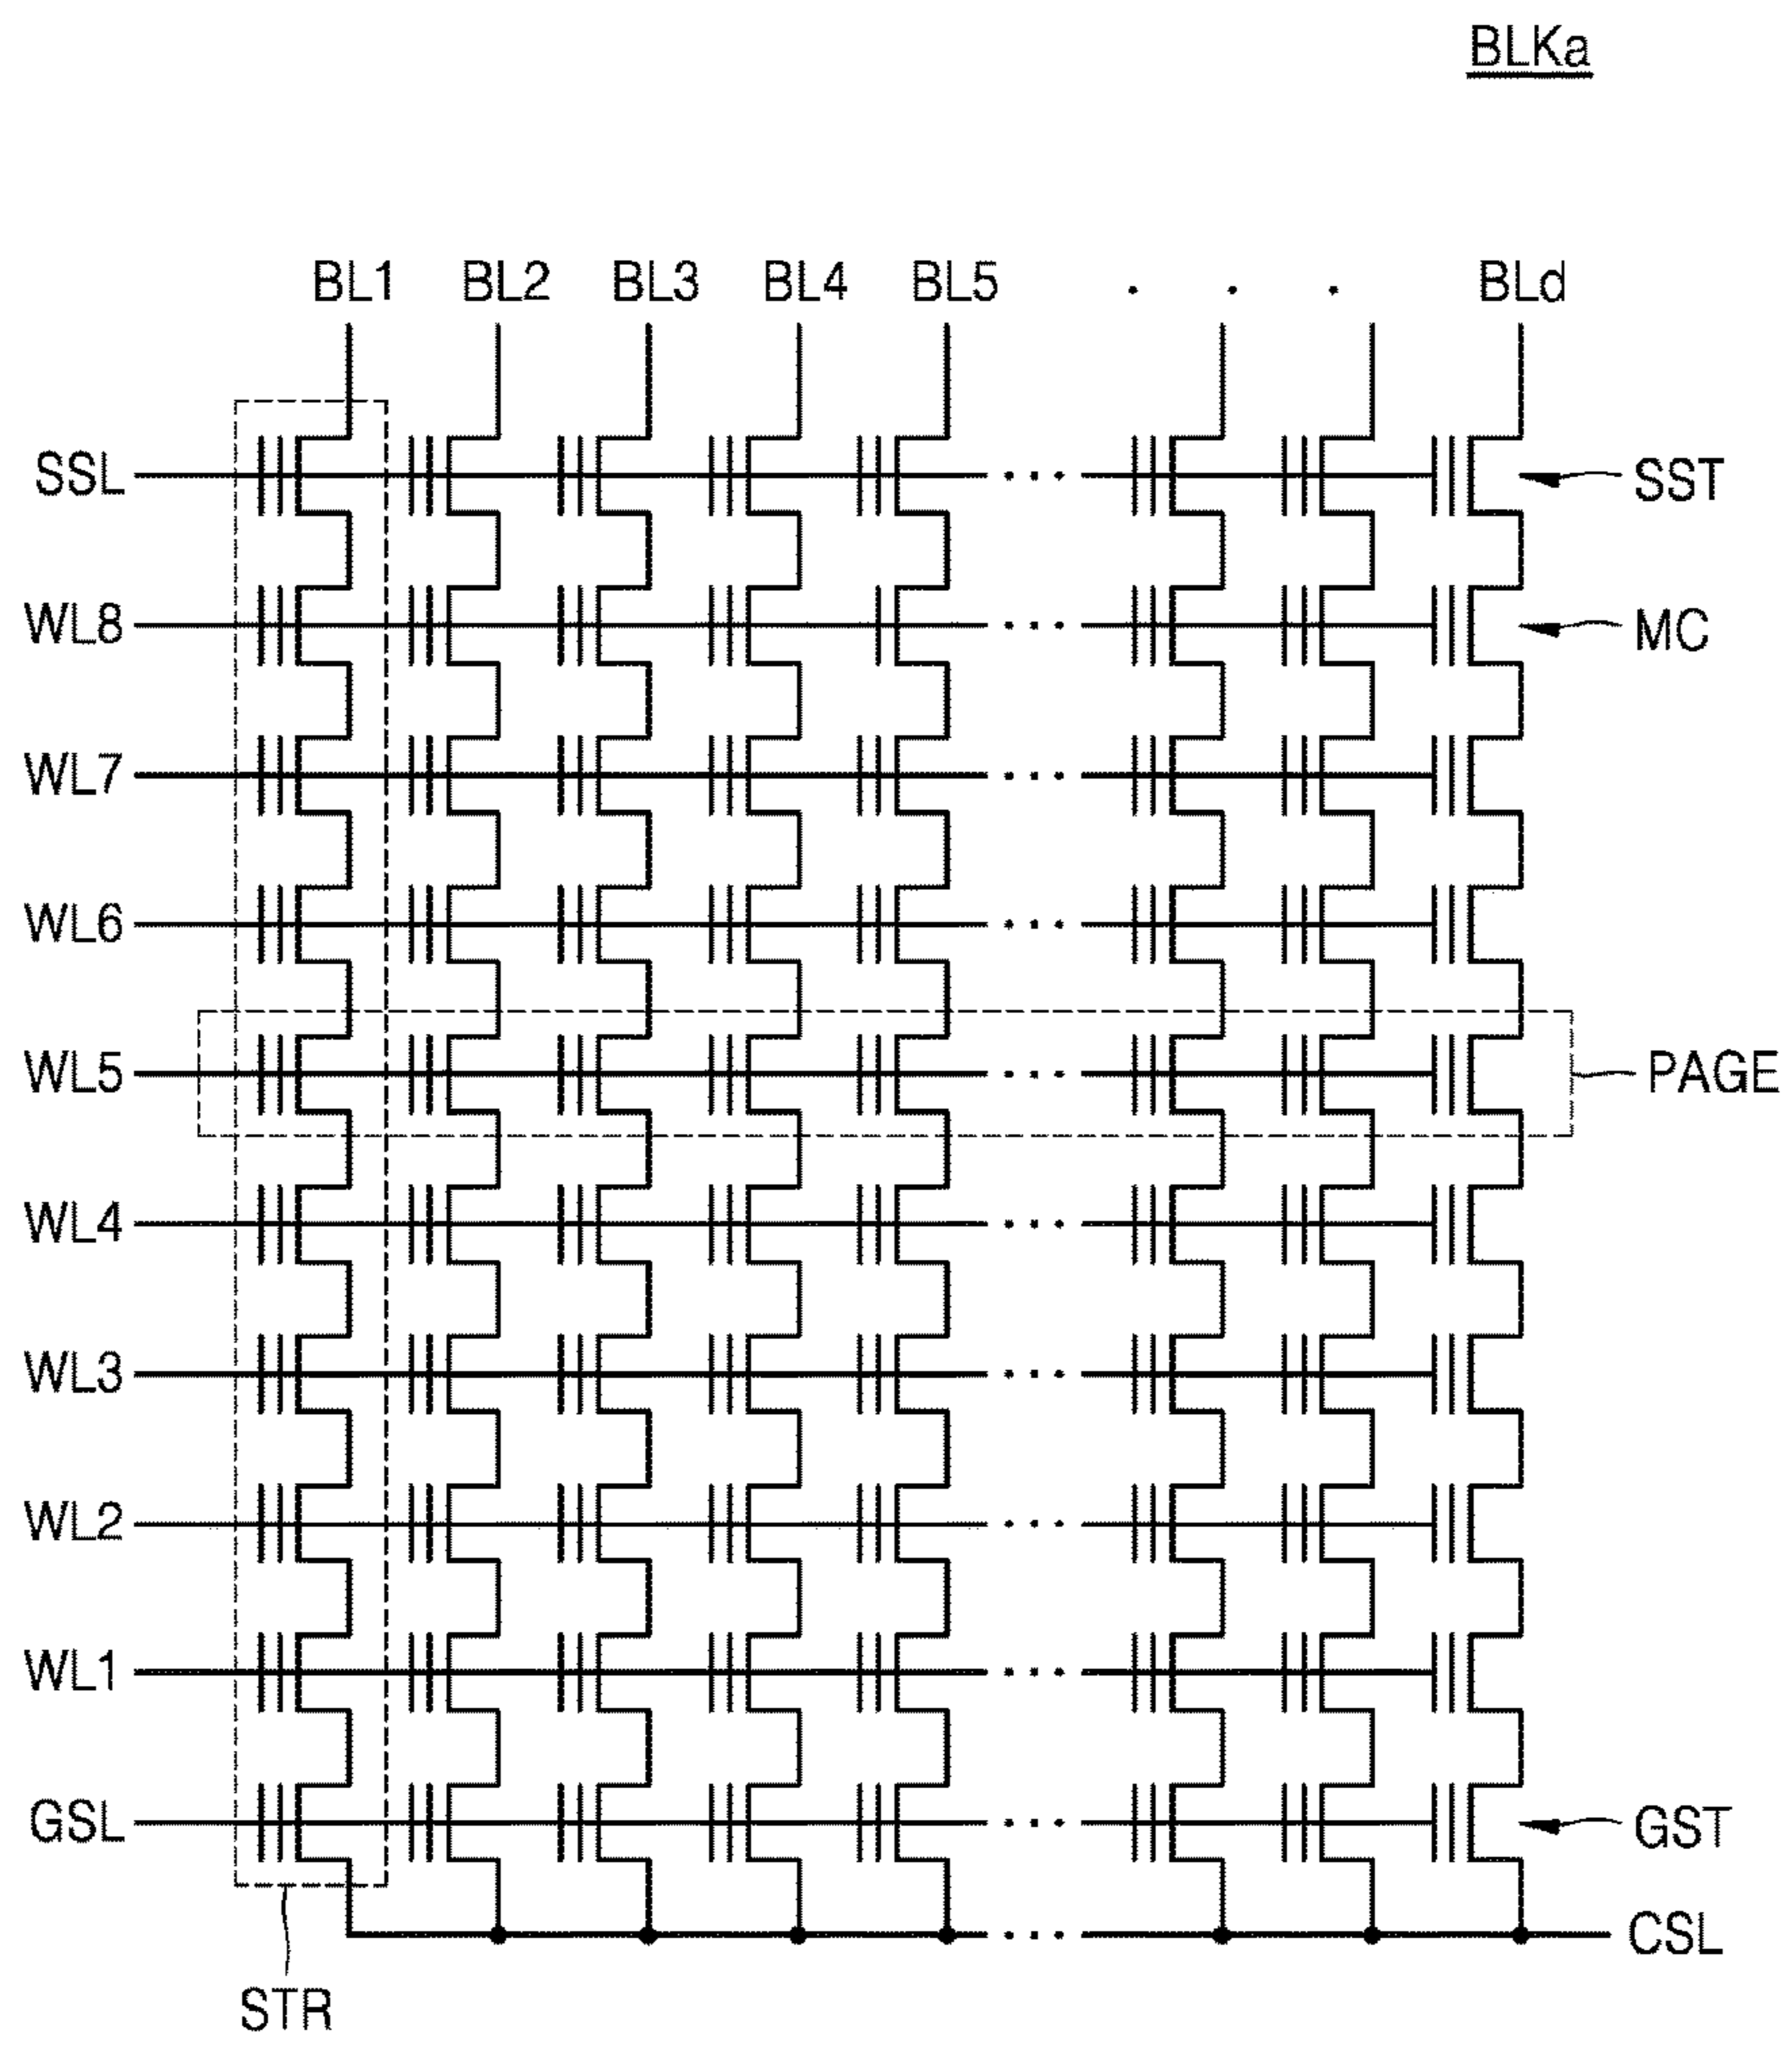 BLKa
BL1 BL2 BL3 BL4 BL5 . . . BLd
SSL ... SST
WL8 ... MC
WL7 ...
WL6 ...
WL5 ... PAGE
WL4 ...
WL3 ...
WL2 ...
WL1 ...
GSL ... GST
... CSL
STR